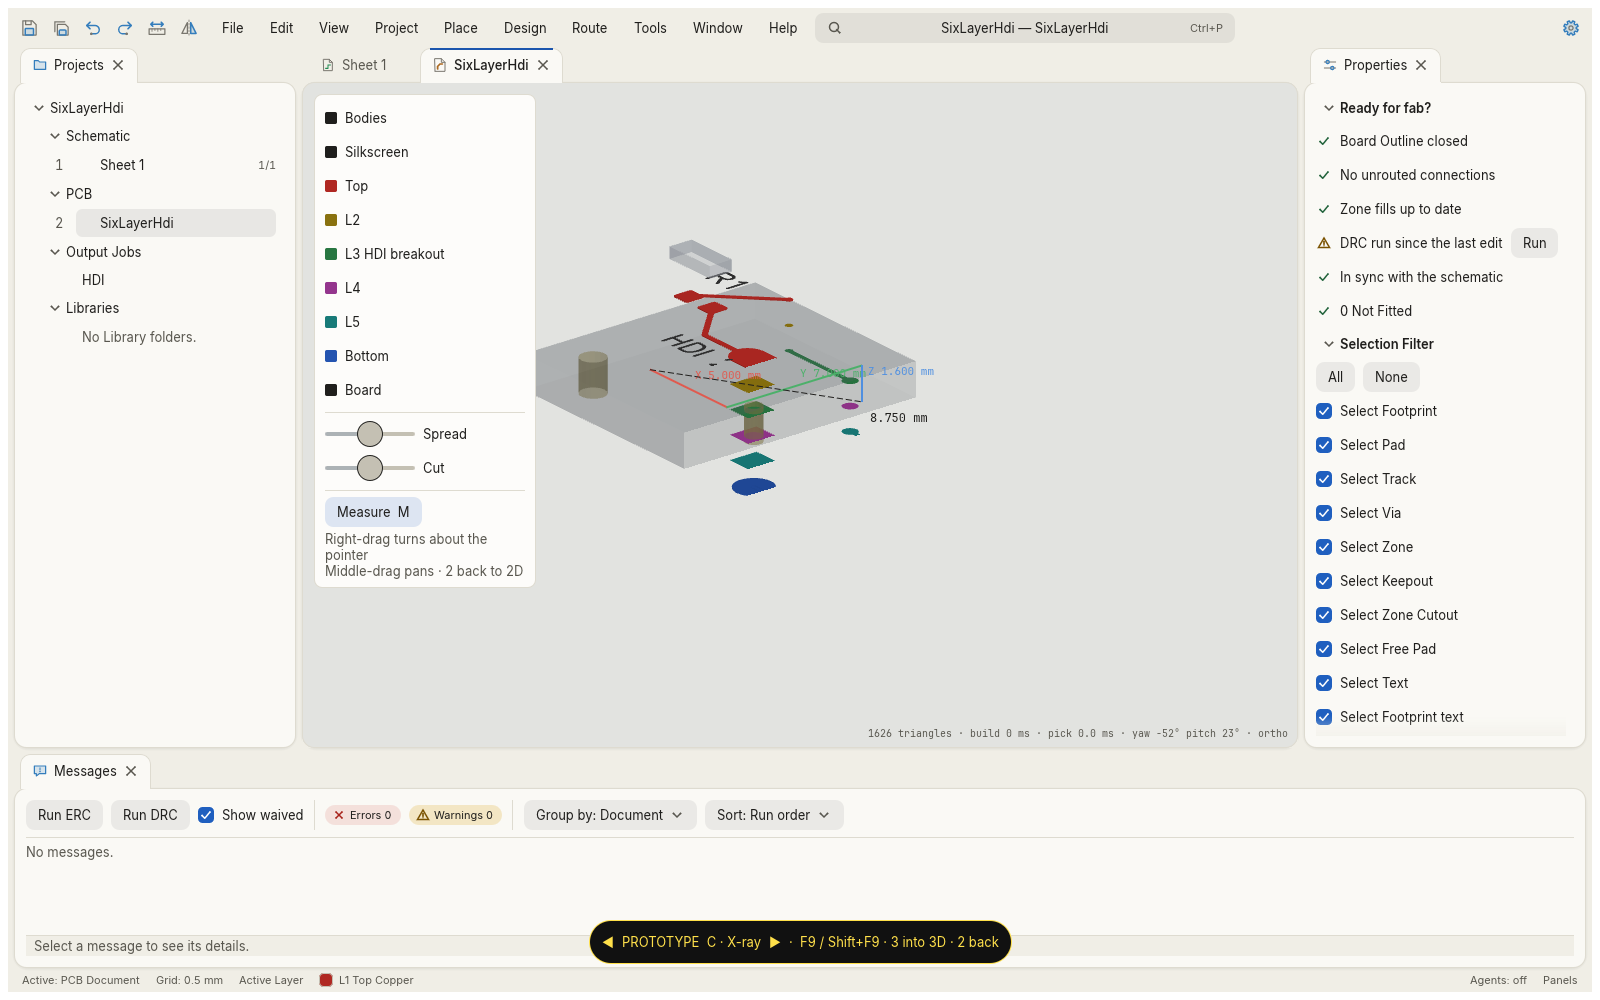 File Edit View Project Place Design Route Tools Window Help
SixLayerHdi — SixLayerHdi Ctrl+P
Projects
SixLayerHdi
Schematic
1 Sheet 1 1/1
PCB
2 SixLayerHdi
Output Jobs
HDI
Libraries
No Library folders.
Sheet 1
SixLayerHdi
Bodies
Silkscreen
Top
L2
L3 HDI breakout
L4
L5
Bottom
Board
Spread
Cut
Measure M
Right-drag turns about the
pointer
Middle-drag pans · 2 back to 2D
R1
HDI
X 5.000 mm
Z 1.600 mm
8.750 mm
1626 triangles · build 0 ms · pick 0.0 ms · yaw -52° pitch 23° · ortho
Properties
Ready for fab?
Board Outline closed
No unrouted connections
Zone fills up to date
DRC run since the last edit Run
In sync with the schematic
0 Not Fitted
Selection Filter
All None
Select Footprint
Select Pad
Select Track
Select Via
Select Zone
Select Keepout
Select Zone Cutout
Select Free Pad
Select Text
Select Footprint text
Messages
Run ERC Run DRC Show waived Errors 0 Warnings 0 Group by: Document Sort: Run order
No messages.
Select a message to see its details.
◀ PROTOTYPE C · X-ray ▶ · F9 / Shift+F9 · 3 into 3D · 2 back
Active: PCB Document Grid: 0.5 mm Active Layer L1 Top Copper Agents: off Panels